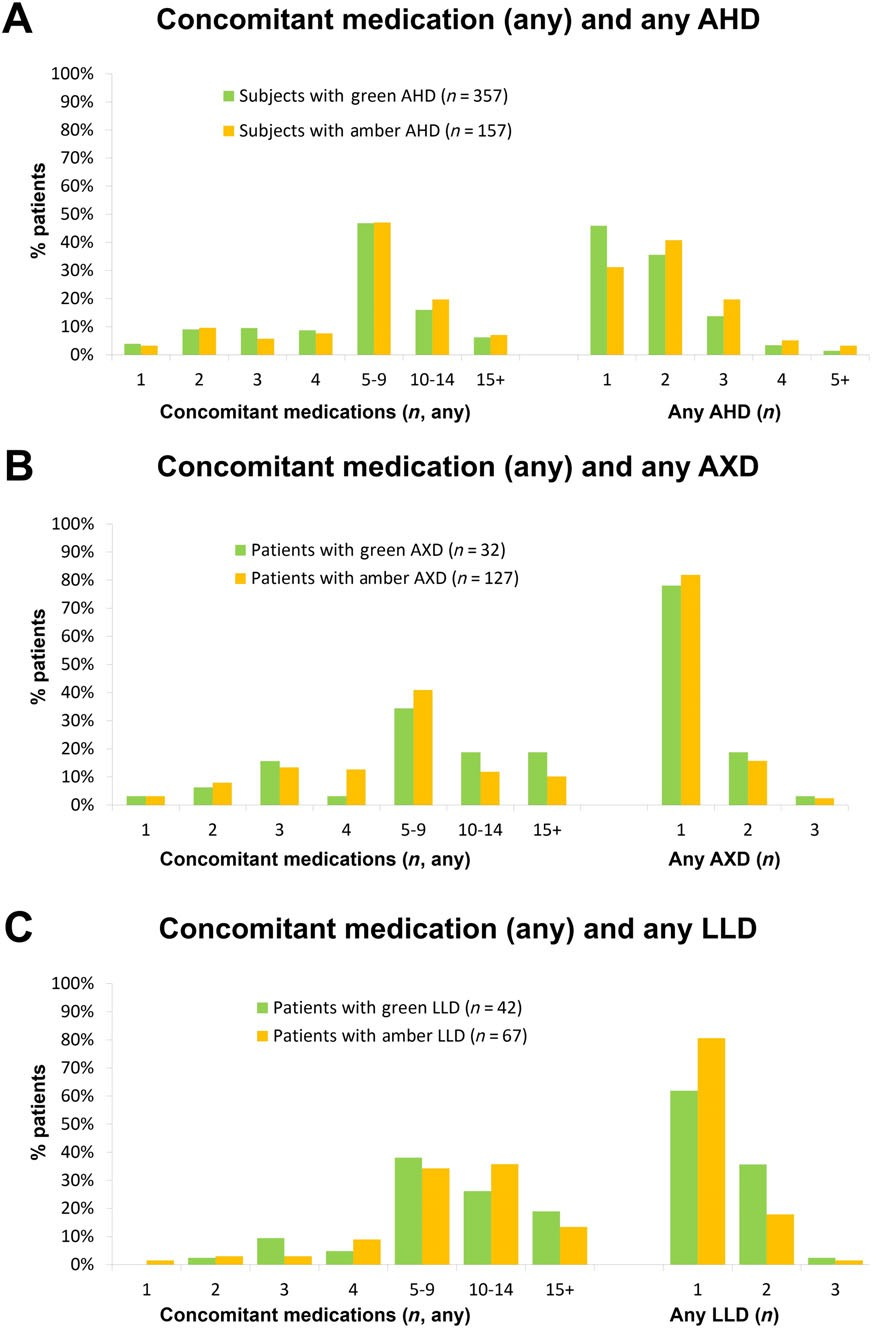 A
Concomitant medication (any) and any AHD
100%
90%
80%
70%
60%
50%
40%
30%
20%
10%
0%
% patients
Subjects with green AHD (n = 357)
Subjects with amber AHD (n = 157)
1 2 3 4 5-9 10-14 15+ 1 2 3 4 5+
Concomitant medications (n, any) Any AHD (n)
B
Concomitant medication (any) and any AXD
100%
90%
80%
70%
60%
50%
40%
30%
20%
10%
0%
% patients
Patients with green AXD (n = 32)
Patients with amber AXD (n = 127)
1 2 3 4 5-9 10-14 15+ 1 2 3
Concomitant medications (n, any) Any AXD (n)
C
Concomitant medication (any) and any LLD
100%
90%
80%
70%
60%
50%
40%
30%
20%
10%
0%
% patients
Patients with green LLD (n = 42)
Patients with amber LLD (n = 67)
1 2 3 4 5-9 10-14 15+ 1 2 3
Concomitant medications (n, any) Any LLD (n)